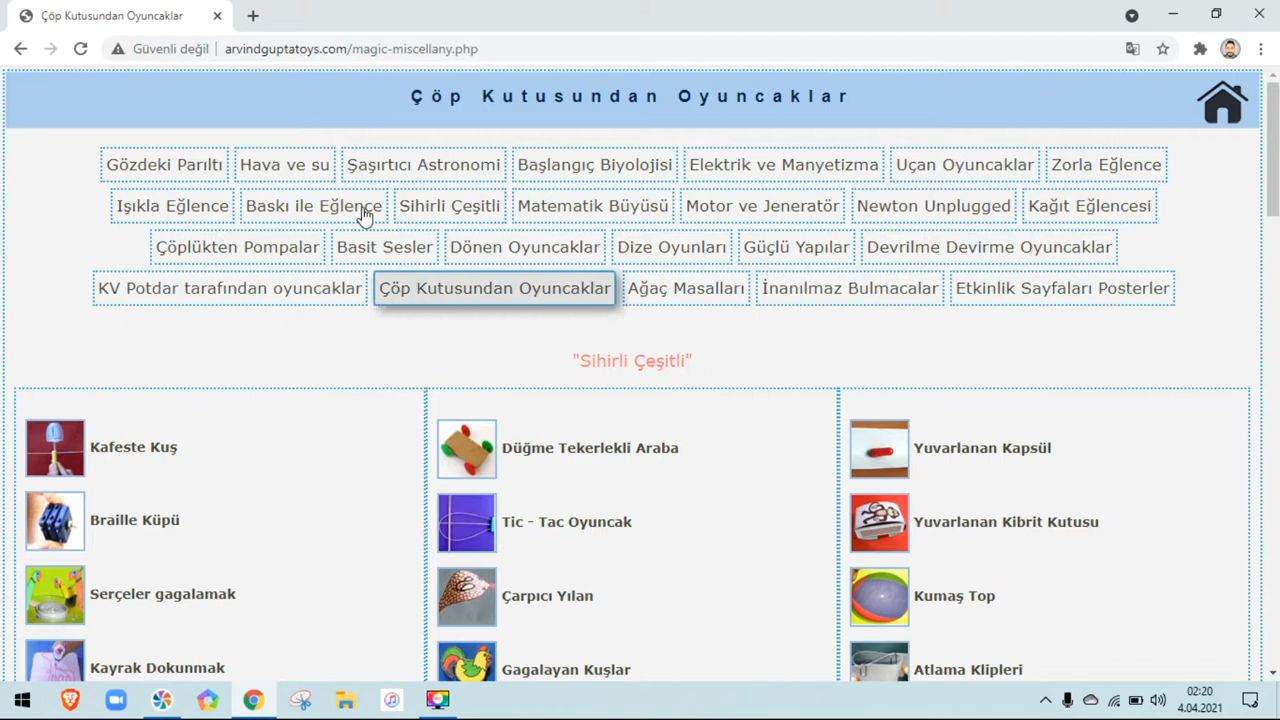 Çöp Kutusundan Oyuncaklar
Güvenli değil
arvindguptatoys.com/magic-miscellany.php
Çöp Kutusundan Oyuncaklar
Gözdeki Parıltı Hava ve su Şaşırtıcı Astronomi Başlangıç Biyolojisi Elektrik ve Manyetizma Uçan Oyuncaklar Zorla Eğlence
Işıkla Eğlence Baskı ile Eğlence Sihirli Çeşitli Matematik Büyüsü Motor ve Jeneratör Newton Unplugged Kağıt Eğlencesi
Çöplükten Pompalar Basit Sesler Dönen Oyuncaklar Dize Oyunları Güçlü Yapılar Devrilme Devirme Oyuncaklar
KV Potdar tarafından oyuncaklar Çöp Kutusundan Oyuncaklar Ağaç Masalları İnanılmaz Bulmacalar Etkinlik Sayfaları Posterler
"Sihirli Çeşitli"
Kafeste Kuş
Braille Küpü
Serçeler gagalamak
Kayrak Dokunmak
Düğme Tekerlekli Araba
Tic - Tac Oyuncak
Çarpıcı Yılan
Gagalayan Kuşlar
Yuvarlanan Kapsül
Yuvarlanan Kibrit Kutusu
Kumaş Top
Atlama Klipleri
02:20
4.04.2021